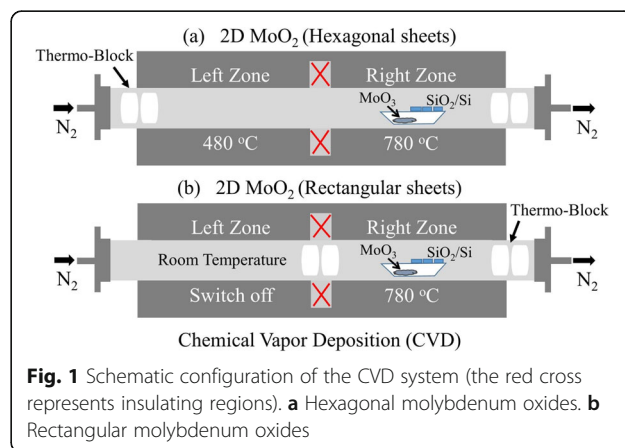 (a) 2D MoO₂ (Hexagonal sheets)
Thermo-Block
Left Zone Right Zone
MoO₃ SiO₂/Si
N₂ N₂
480 °C 780 °C
(b) 2D MoO₂ (Rectangular sheets)
Thermo-Block
Left Zone Right Zone
Room Temperature MoO₃ SiO₂/Si
N₂ N₂
Switch off 780 °C
Chemical Vapor Deposition (CVD)
Fig. 1 Schematic configuration of the CVD system (the red cross
represents insulating regions). a Hexagonal molybdenum oxides. b
Rectangular molybdenum oxides